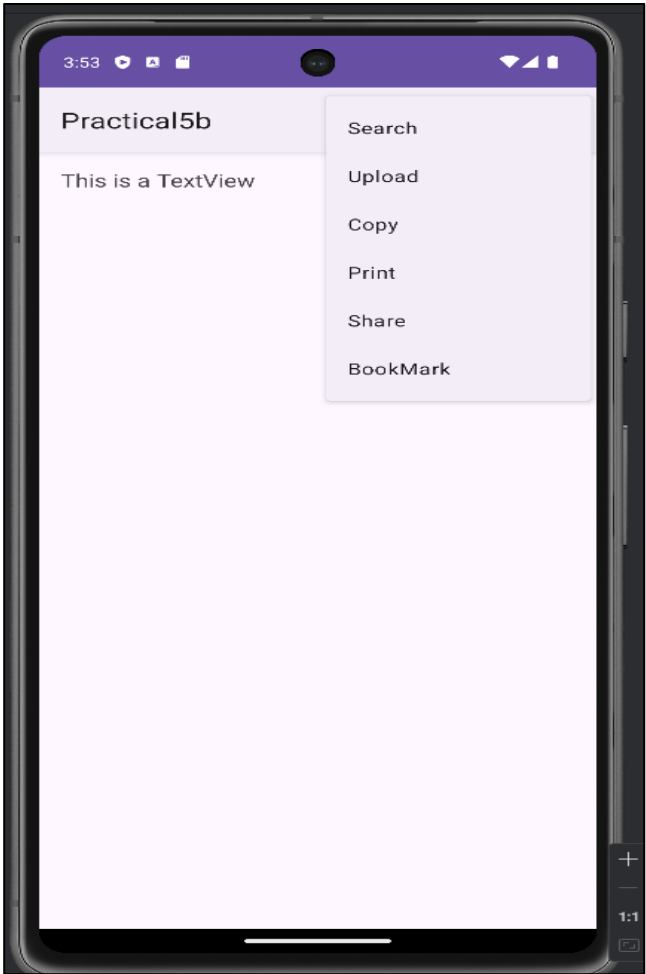 3:53
Practical5b
This is a TextView
Search
Upload
Copy
Print
Share
BookMark
1:1